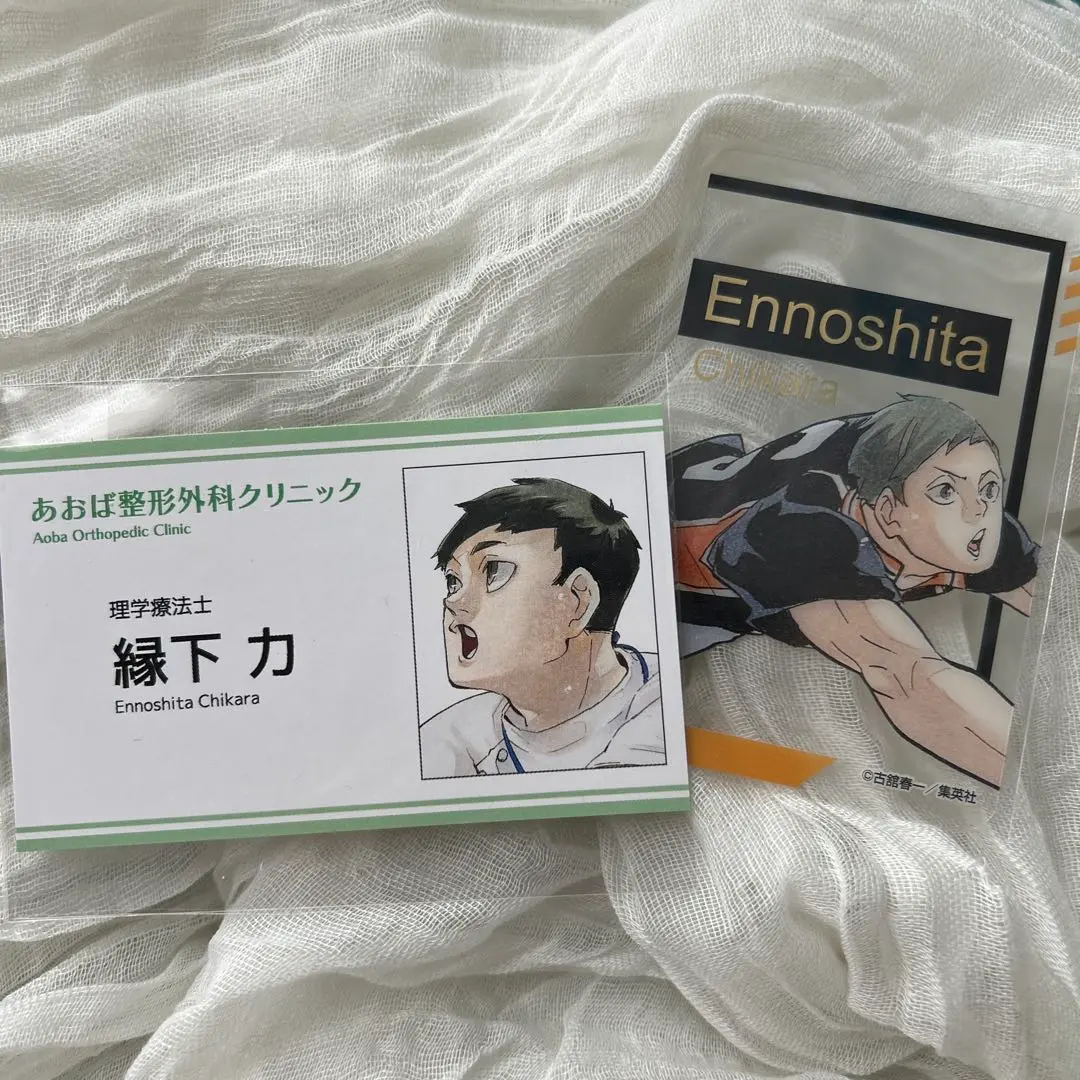 あおば整形外科クリニック
Aoba Orthopedic Clinic
理学療法士
縁下 力
Ennoshita Chikara
Ennoshita
Chikara
©古舘春一／集英社